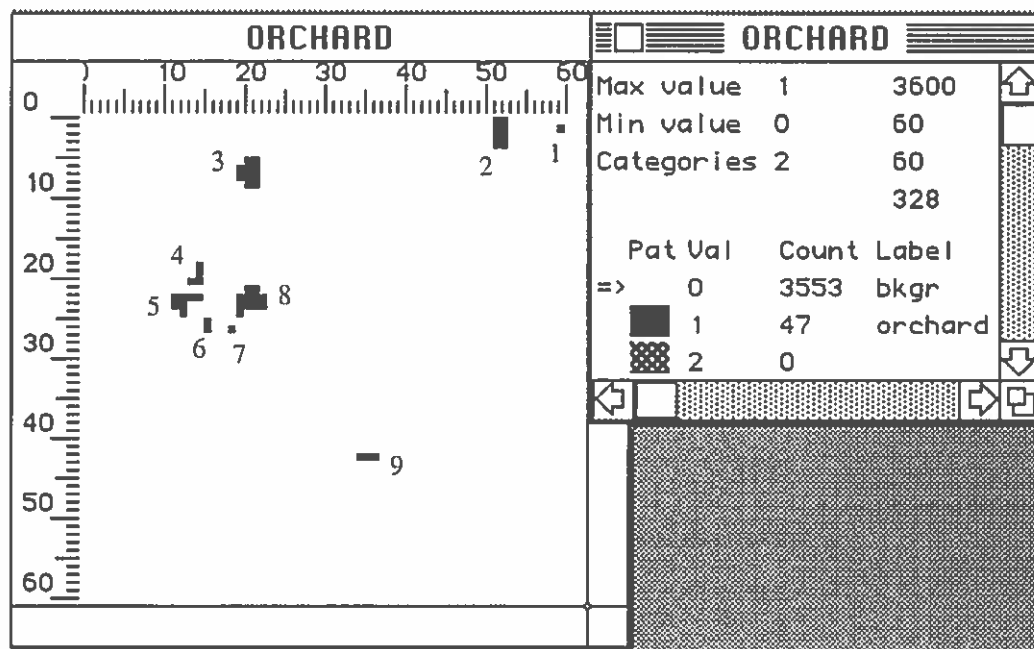 ORCHARD
0 10 20 30 40 50 60
0
10
20
30
40
50
60
1
2
3
4
5
6
7
8
9
ORCHARD
Max value 1 3600
Min value 0 60
Categories 2 60
328
Pat Val Count Label
=> 0 3553 bkgr
1 47 orchard
2 0